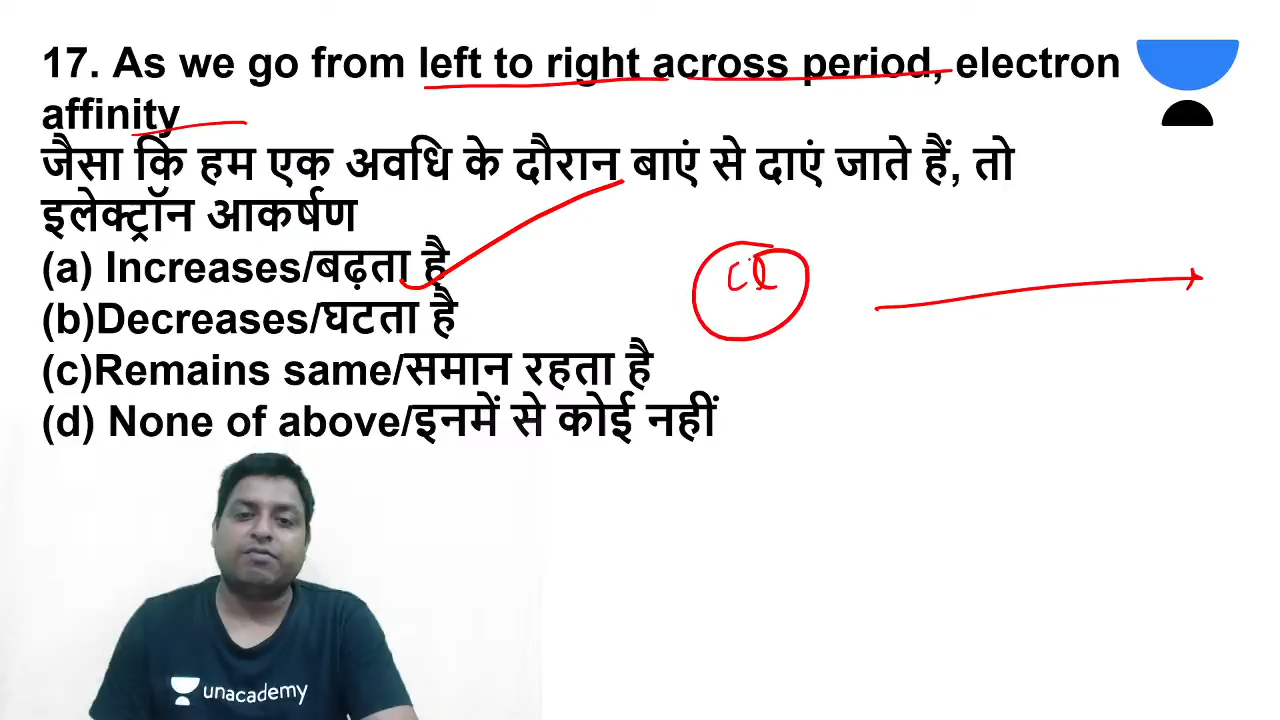 17. As we go from left to right across period, electron
affinity
जैसा कि हम एक अवधि के दौरान बाएं से दाएं जाते हैं, तो
इलेक्ट्रॉन आकर्षण
(a) Increases/बढ़ता है
(b)Decreases/घटता है
(c)Remains same/समान रहता है
(d) None of above/इनमें से कोई नहीं
Cl
unacademy